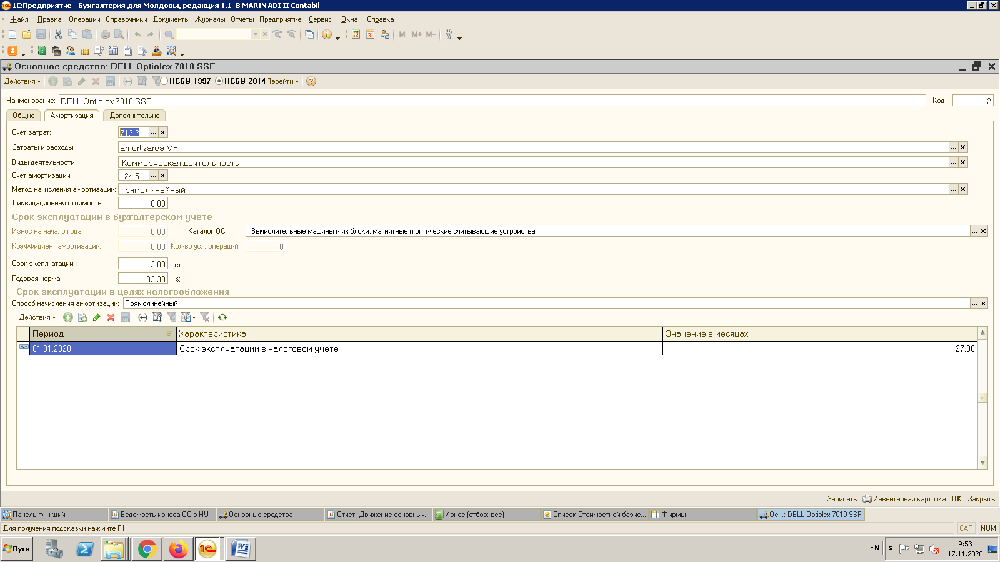 1С:Предприятие - Бухгалтерия для Молдовы, редакция 1.1_B MARIN ADI II Contabil
Файл Правка Операции Справочники Документы Журналы Отчеты Предприятие Сервис Окна Справка
M M+ M-
Основное средство: DELL Optiolex 7010 SSF
Действия НСБУ 1997 НСБУ 2014 Перейти
Наименование: DELL Optiolex 7010 SSF Код 2
Общие Амортизация Дополнительно
Счет затрат: 713.2 ... x
Затраты и расходы amortizarea MF ... x
Виды деятельности Коммерческая деятельность ... x
Счет амортизации: 124.5 ... x
Метод начисления амортизации: прямолинейный ... x
Ликвидационная стоимость: 0.00
Срок эксплуатации в бухгалтерском учете
Износ на начало года: 0.00 Каталог ОС: Вычислительные машины и их блоки; магнитные и оптические считывающие устройства ... x
Коэффициент амортизации: 0.00 Кол-во усл. операций: 0
Срок эксплуатации: 3.00 лет
Годовая норма: 33.33 %
Срок эксплуатации в целях налогообложения
Способ начисления амортизации: Прямолинейный ... x
Действия
Период Характеристика Значение в месяцах
01.01.2020 Срок эксплуатации в налоговом учете 27,00
Записать Инвентарная карточка OK Закрыть
Панель функций Ведомость износа ОС в НУ Основные средства Отчет Движение основных... Износ (отбор: все) Список Стоимостной базис... Фирмы Ос...: DELL Optiolex 7010 SSF
Для получения подсказки нажмите F1 CAP NUM
Пуск EN 9:53
17.11.2020